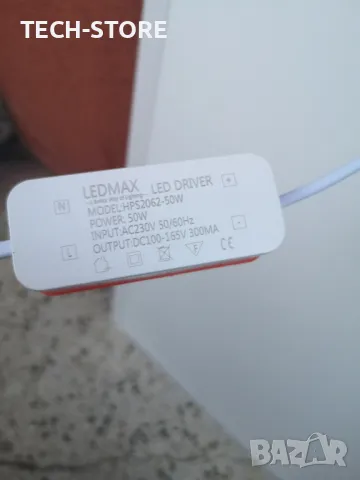 TECH-STORE
LEDMAX LED DRIVER
MODEL:HPS2062-50W
POWER: 50W
INPUT:AC230V 50/60Hz
OUTPUT:DC100-165V 300MA
N
L
+
-
F
CE
BAZAR